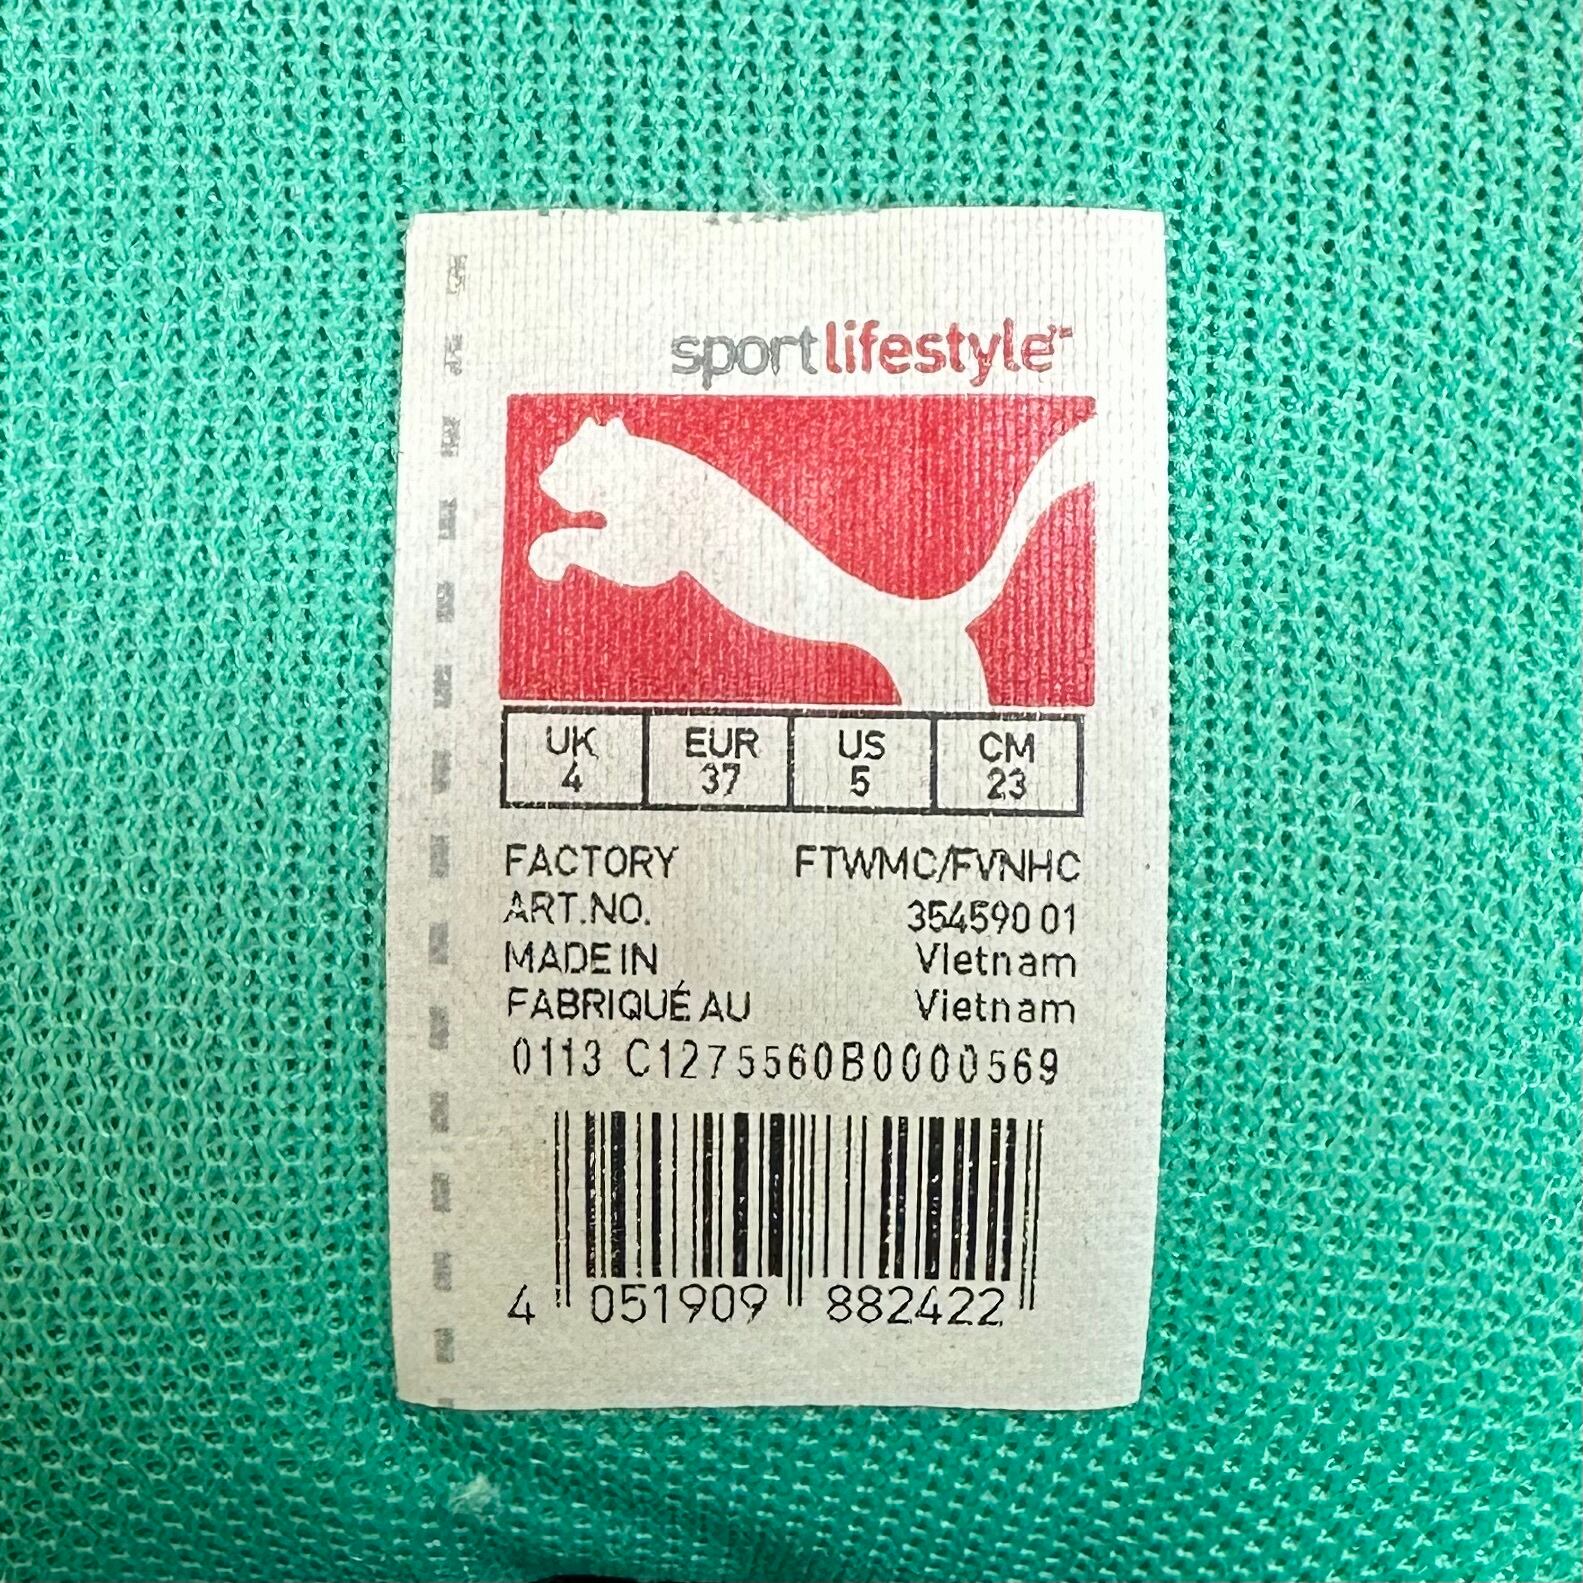 sportlifestyle™
UK EUR US CM
4 37 5 23
FACTORY FTWMC/FVNHC
ART.NO. 354590 01
MADE IN Vietnam
FABRIQUÉ AU Vietnam
0113 C1275560B0000569
4 051909 882422